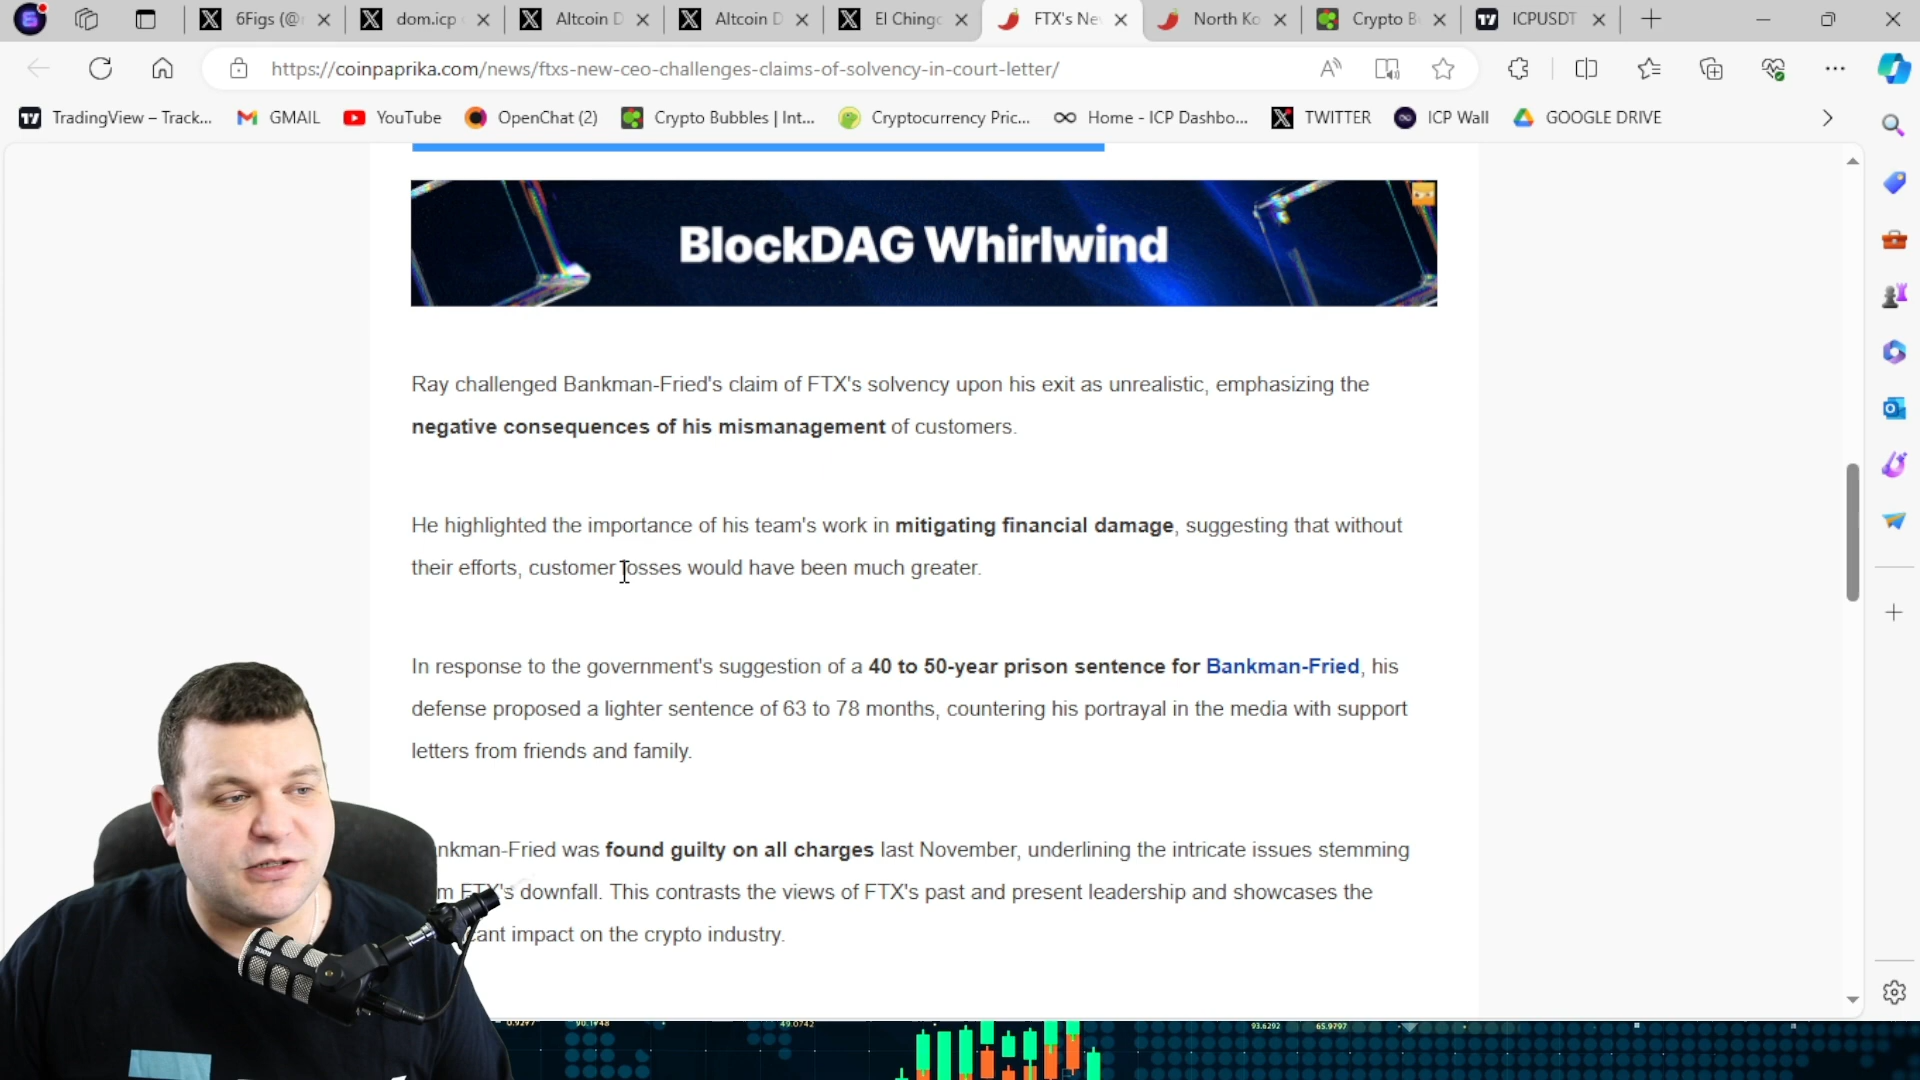 6Figs (@
dom.icp
Altcoin D
Altcoin D
El Chingo
FTX's Ne
North Ko
Crypto B
ICPUSDT
https://coinpaprika.com/news/ftxs-new-ceo-challenges-claims-of-solvency-in-court-letter/
TradingView – Track...
GMAIL
YouTube
OpenChat (2)
Crypto Bubbles | Int...
Cryptocurrency Pric...
Home - ICP Dashbo...
TWITTER
ICP Wall
GOOGLE DRIVE
BlockDAG Whirlwind
Ray challenged Bankman-Fried's claim of FTX's solvency upon his exit as unrealistic, emphasizing the
negative consequences of his mismanagement of customers.
He highlighted the importance of his team's work in mitigating financial damage, suggesting that without
their efforts, customer losses would have been much greater.
In response to the government's suggestion of a 40 to 50-year prison sentence for Bankman-Fried, his
defense proposed a lighter sentence of 63 to 78 months, countering his portrayal in the media with support
letters from friends and family.
nkman-Fried was found guilty on all charges last November, underlining the intricate issues stemming
m FTX's downfall. This contrasts the views of FTX's past and present leadership and showcases the
cant impact on the crypto industry.
49.0742
93.6292
65.9797